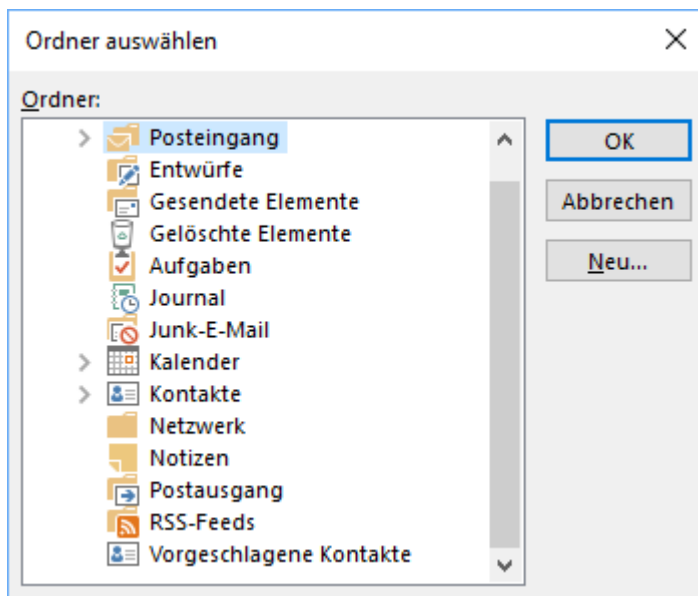 Ordner auswählen
Ordner:
Posteingang
Entwürfe
Gesendete Elemente
Gelöschte Elemente
Aufgaben
Journal
Junk-E-Mail
Kalender
Kontakte
Netzwerk
Notizen
Postausgang
RSS-Feeds
Vorgeschlagene Kontakte
OK
Abbrechen
Neu...